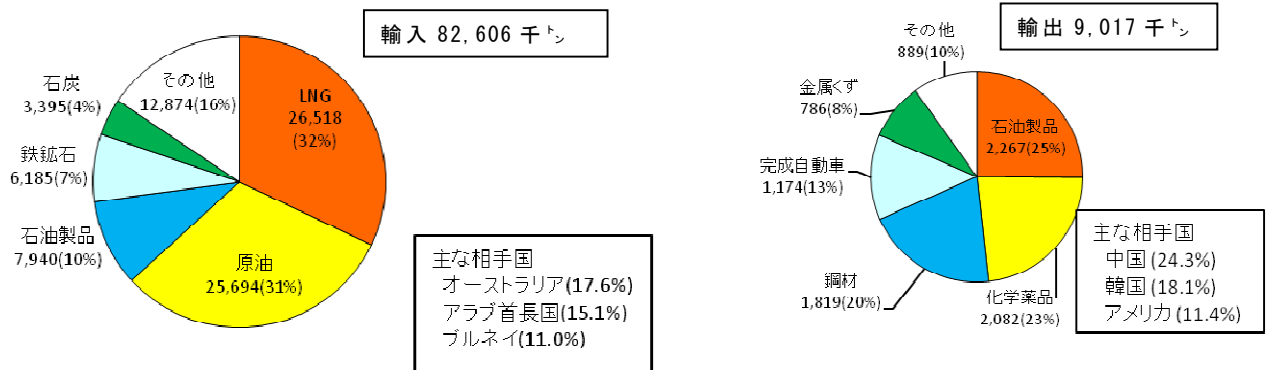 輸入 82,606 千㌧
LNG
26,518
(32%)
原油
25,694(31%)
石油製品
7,940(10%)
鉄鉱石
6,185(7%)
石炭
3,395(4%)
その他
12,874(16%)
主な相手国
オーストラリア(17.6%)
アラブ首長国(15.1%)
ブルネイ(11.0%)
輸出 9,017 千㌧
石油製品
2,267(25%)
化学薬品
2,082(23%)
鋼材
1,819(20%)
完成自動車
1,174(13%)
金属くず
786(8%)
その他
889(10%)
主な相手国
中国(24.3%)
韓国(18.1%)
アメリカ(11.4%)